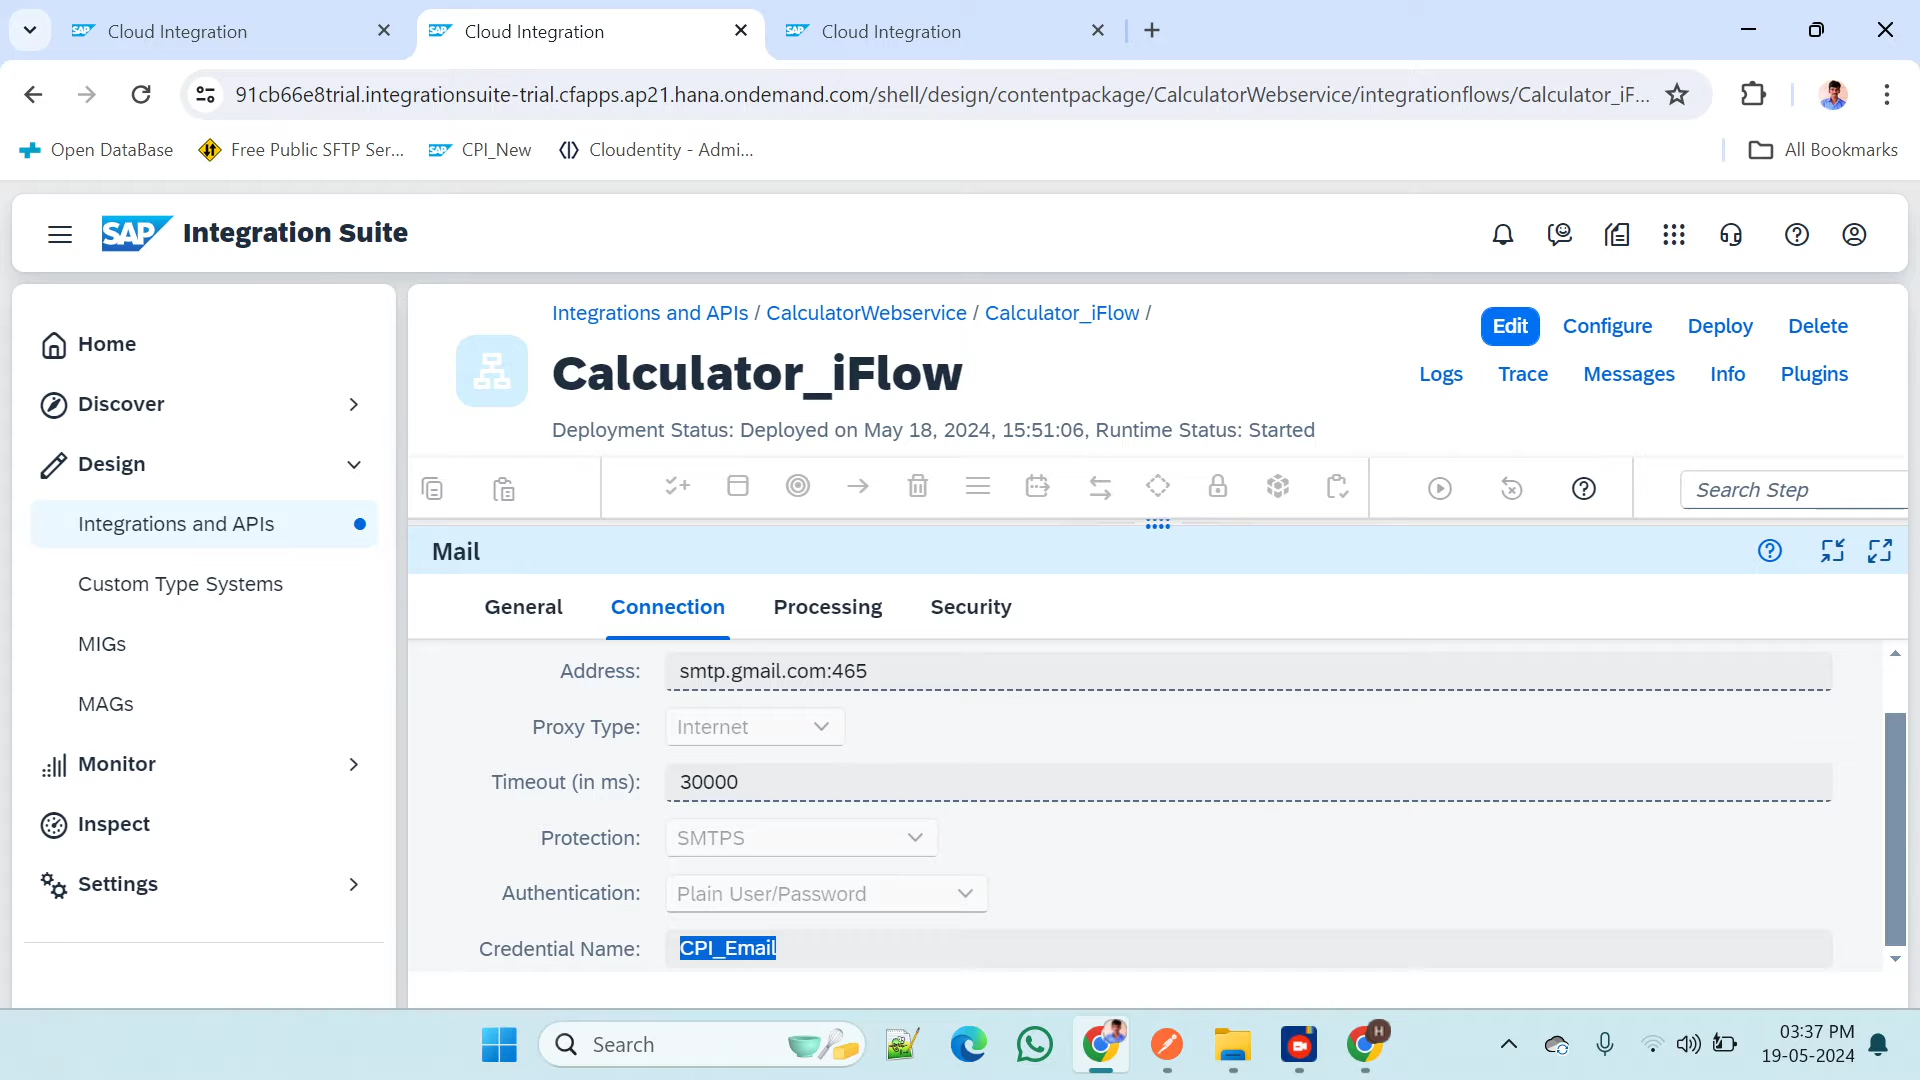 Cloud Integration
Cloud Integration
Cloud Integration
91cb66e8trial.integrationsuite-trial.cfapps.ap21.hana.ondemand.com/shell/design/contentpackage/CalculatorWebservice/integrationflows/Calculator_iF...
Open DataBase
Free Public SFTP Ser...
CPI_New
Cloudentity - Admi...
All Bookmarks
SAP Integration Suite
Home
Discover
Design
Integrations and APIs
Custom Type Systems
MIGs
MAGs
Monitor
Inspect
Settings
Integrations and APIs / CalculatorWebservice / Calculator_iFlow /
Calculator_iFlow
Deployment Status: Deployed on May 18, 2024, 15:51:06, Runtime Status: Started
Edit Configure Deploy Delete
Logs Trace Messages Info Plugins
Search Step
Mail
General Connection Processing Security
Address: smtp.gmail.com:465
Proxy Type: Internet
Timeout (in ms): 30000
Protection: SMTPS
Authentication: Plain User/Password
Credential Name: CPI_Email
Search
H
03:37 PM
19-05-2024